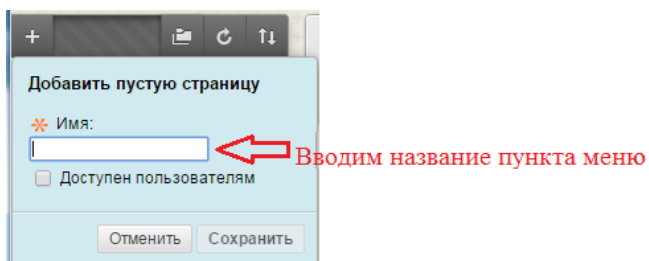 Добавить пустую страницу
Имя:
Вводим название пункта меню
Доступен пользователям
Отменить Сохранить